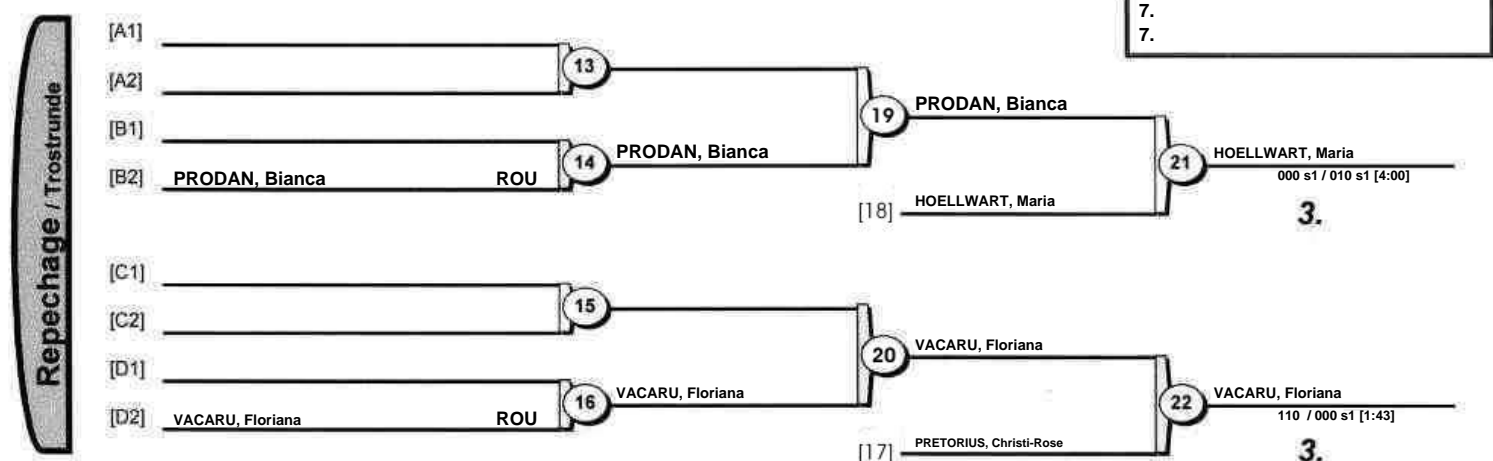 7.
7.
Repechage / Trostrunde
[A1]
[A2]
13
[B1]
[B2] PRODAN, Bianca ROU
14 PRODAN, Bianca
19 PRODAN, Bianca
[18] HOELLWART, Maria
21 HOELLWART, Maria
000 s1 / 010 s1 [4:00]
3.
[C1]
[C2]
15
[D1]
[D2] VACARU, Floriana ROU
16 VACARU, Floriana
20 VACARU, Floriana
[17] PRETORIUS, Christi-Rose
22 VACARU, Floriana
110 / 000 s1 [1:43]
3.